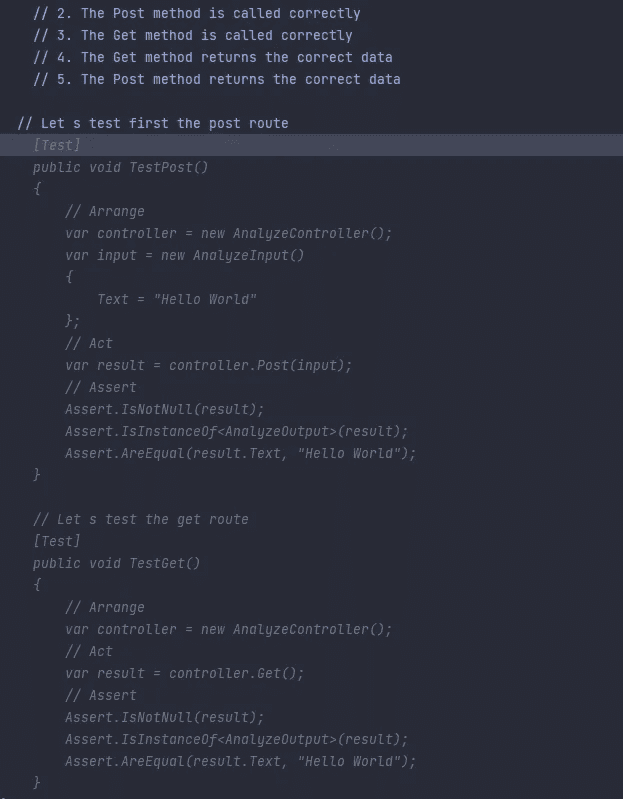 // 2. The Post method is called correctly
// 3. The Get method is called correctly
// 4. The Get method returns the correct data
// 5. The Post method returns the correct data
// Let s test first the post route
[Test]
public void TestPost()
{
// Arrange
var controller = new AnalyzeController();
var input = new AnalyzeInput()
{
Text = "Hello World"
};
// Act
var result = controller.Post(input);
// Assert
Assert.IsNotNull(result);
Assert.IsInstanceOf<AnalyzeOutput>(result);
Assert.AreEqual(result.Text, "Hello World");
}
// Let s test the get route
[Test]
public void TestGet()
{
// Arrange
var controller = new AnalyzeController();
// Act
var result = controller.Get();
// Assert
Assert.IsNotNull(result);
Assert.IsInstanceOf<AnalyzeOutput>(result);
Assert.AreEqual(result.Text, "Hello World");
}